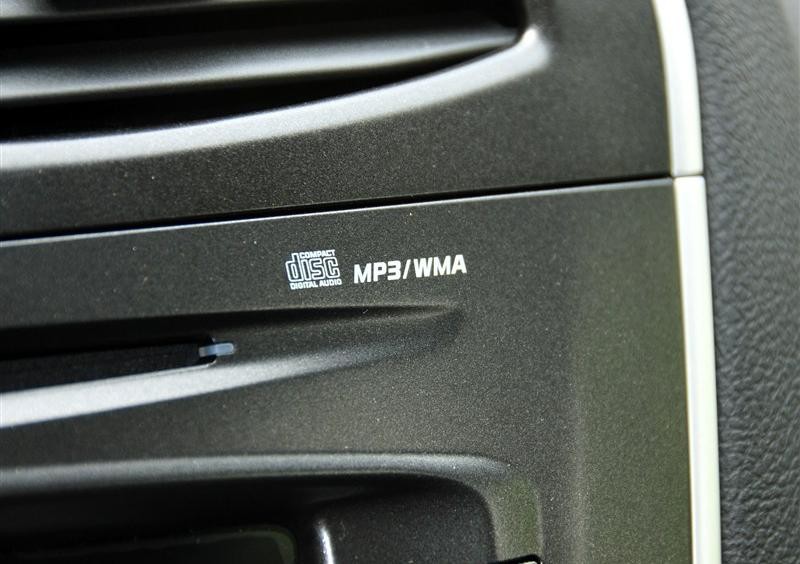 COMPACT
disc
DIGITAL AUDIO
MP3/WMA